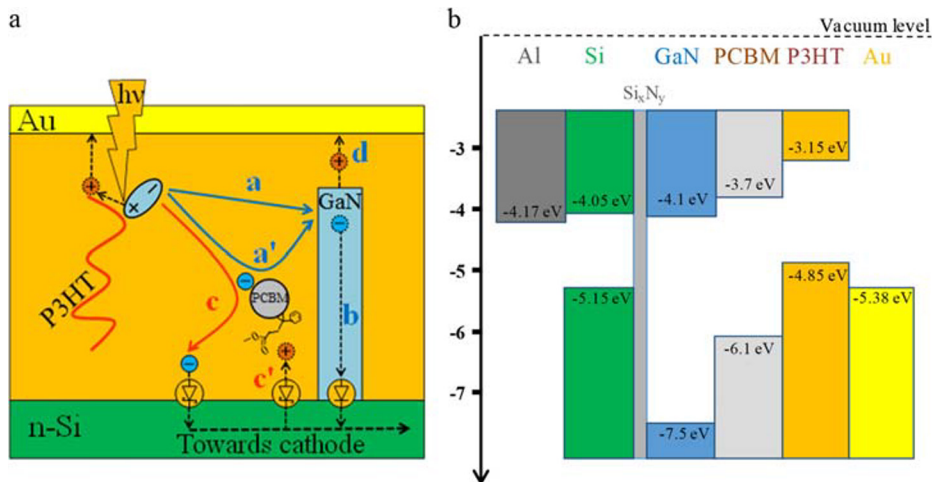 a
hν
Au
a
d
GaN
a'
P3HT
c
PCBM
b
c'
n-Si
Towards cathode
b
Vacuum level
Al Si GaN PCBM P3HT Au
SixNy
-3
-3.15 eV
-3.7 eV
-4
-4.17 eV
-4.05 eV
-4.1 eV
-5
-4.85 eV
-5.15 eV
-5.38 eV
-6
-6.1 eV
-7
-7.5 eV